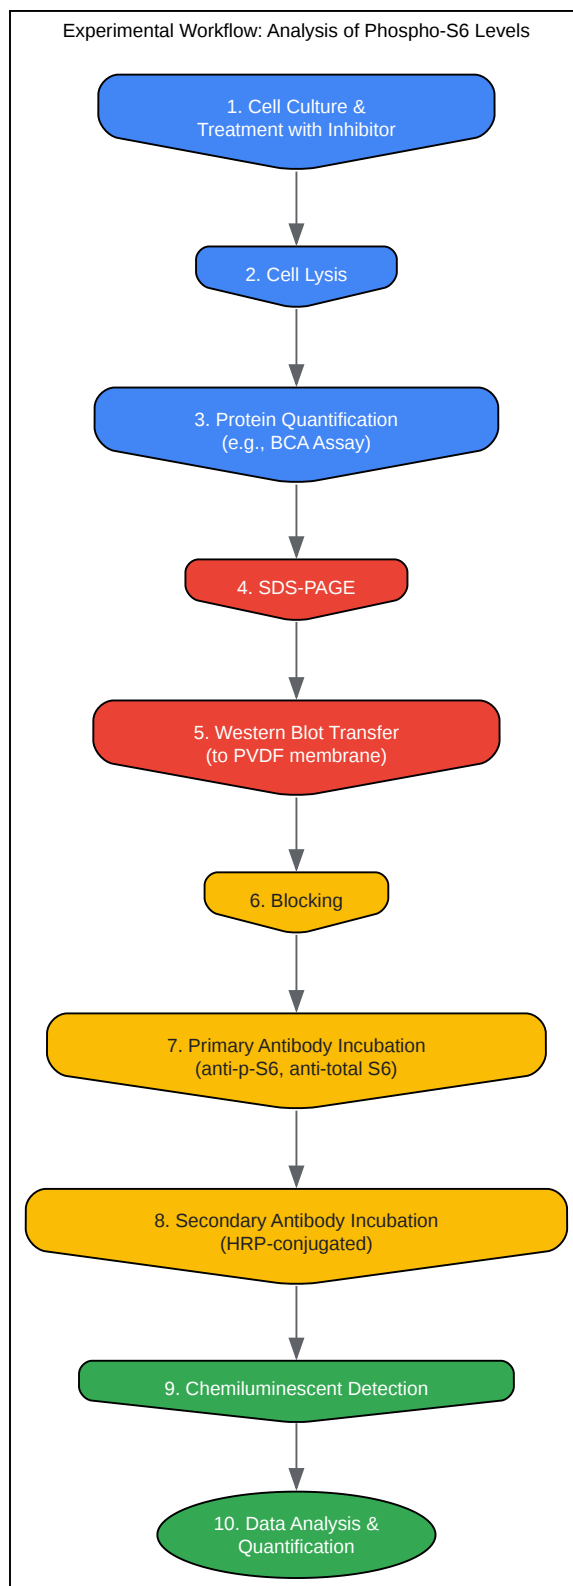 Experimental Workflow: Analysis of Phospho-S6 Levels
1. Cell Culture &
Treatment with Inhibitor
2. Cell Lysis
3. Protein Quantification
(e.g., BCA Assay)
4. SDS-PAGE
5. Western Blot Transfer
(to PVDF membrane)
6. Blocking
7. Primary Antibody Incubation
(anti-p-S6, anti-total S6)
8. Secondary Antibody Incubation
(HRP-conjugated)
9. Chemiluminescent Detection
10. Data Analysis &
Quantification